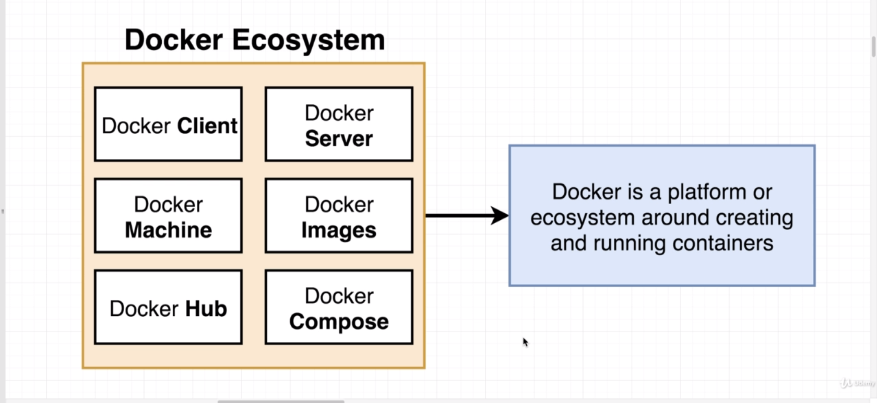 Docker Ecosystem
Docker Client
Docker
Server
Docker
Machine
Docker
Images
Docker Hub
Docker
Compose
Docker is a platform or
ecosystem around creating
and running containers
Udemy